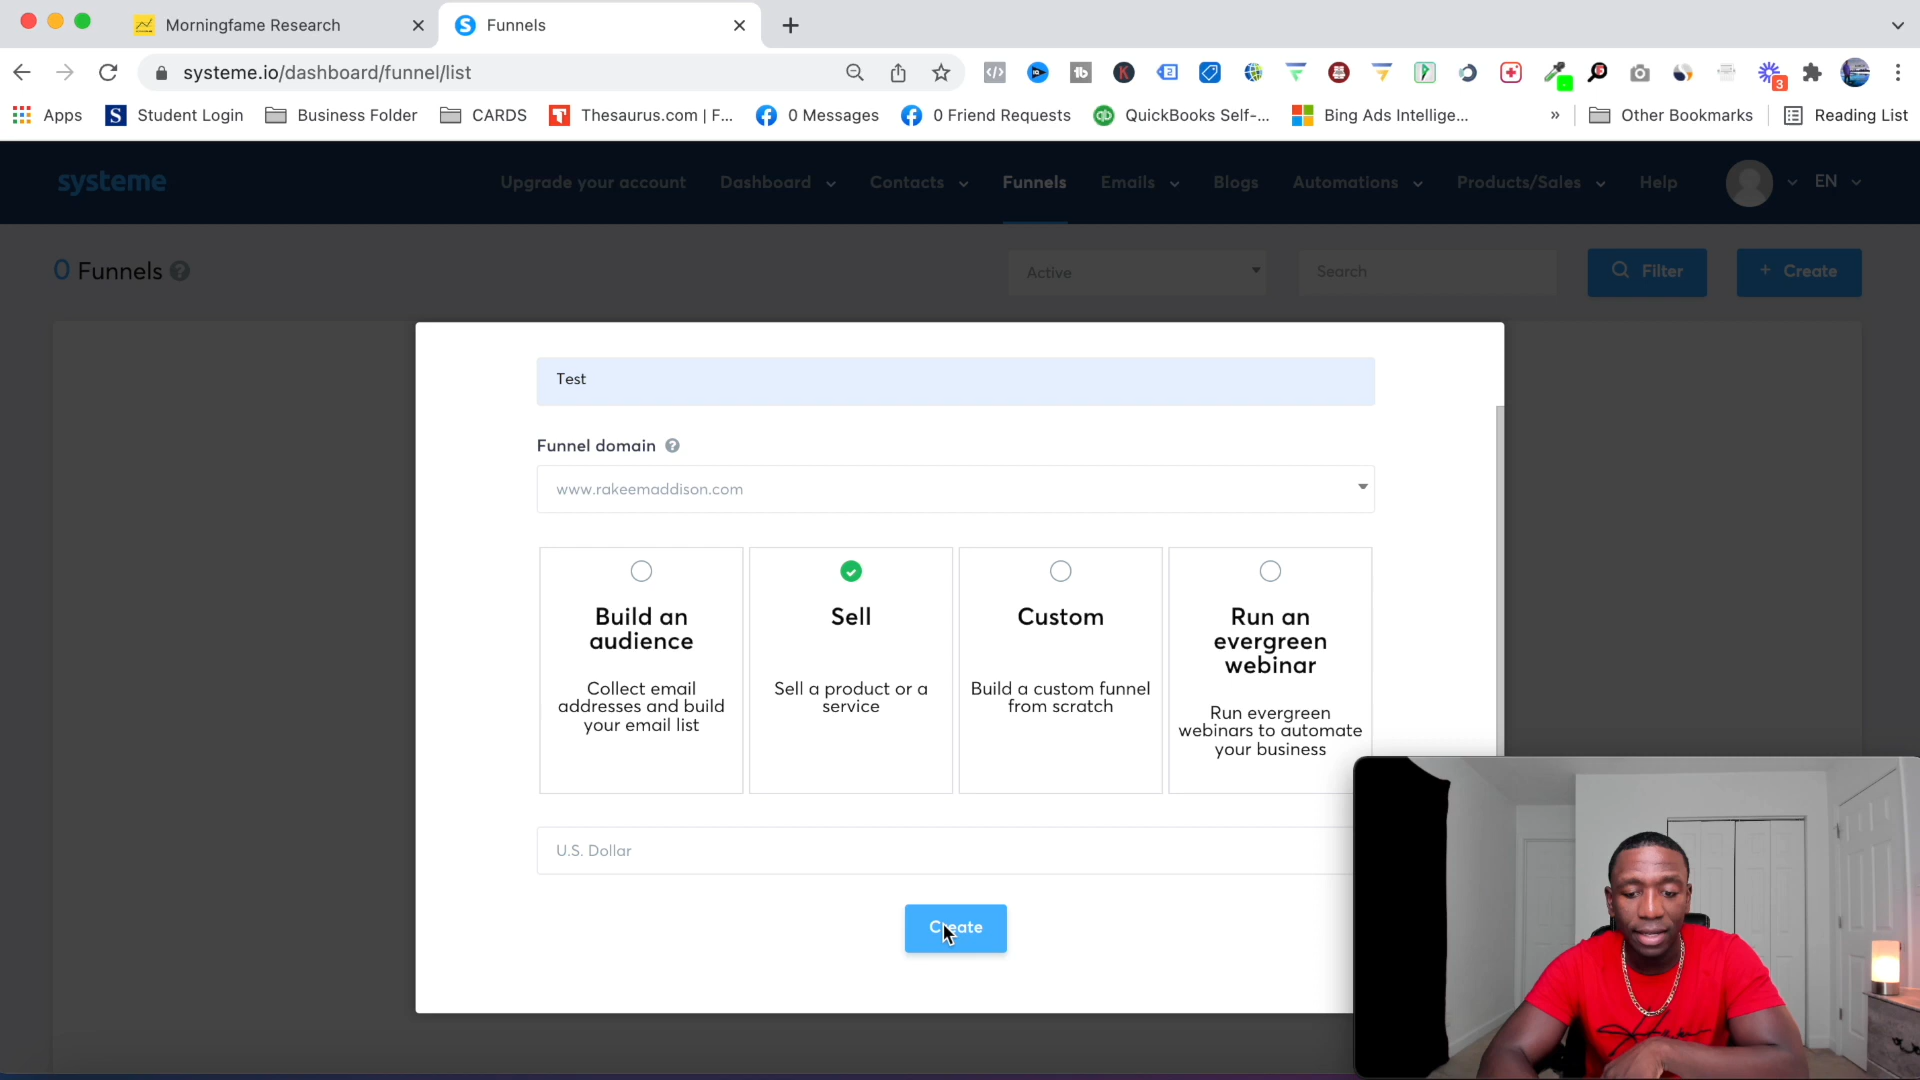 Morningfame Research
Funnels
systeme.io/dashboard/funnel/list
3
Apps
Student Login
Business Folder
CARDS
Thesaurus.com | F...
0 Messages
0 Friend Requests
QuickBooks Self-...
Bing Ads Intellige...
»
Other Bookmarks
Reading List
systeme
Upgrade your account
Dashboard
Contacts
Funnels
Emails
Blogs
Automations
Products/Sales
Help
EN
0 Funnels ?
Active
Search
Filter
+ Create
Test
Funnel domain ?
www.rakeemaddison.com
Build an
audience
Collect email
addresses and build
your email list
Sell
Sell a product or a
service
Custom
Build a custom funnel
from scratch
Run an
evergreen
webinar
Run evergreen
webinars to automate
your business
U.S. Dollar
Create